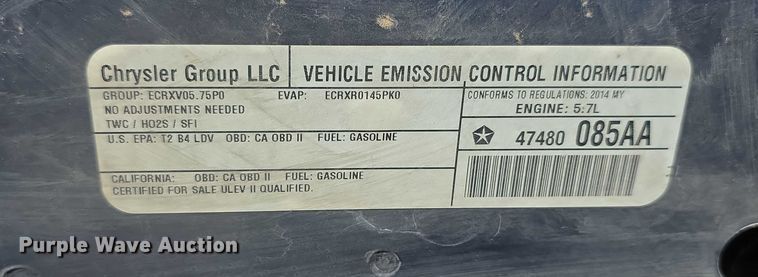 Chrysler Group LLC VEHICLE EMISSION CONTROL INFORMATION
GROUP: ECRXV05.75P0 EVAP: ECRXR0145PK0 CONFORMS TO REGULATIONS: 2014 MY
NO ADJUSTMENTS NEEDED ENGINE: 5.7L
TWC / HO2S / SFI
U.S. EPA: T2 B4 LDV OBD: CA OBD II FUEL: GASOLINE 47480 085AA
CALIFORNIA: OBD: CA OBD II FUEL: GASOLINE
CERTIFIED FOR SALE ULEV II QUALIFIED.
Purple Wave Auction